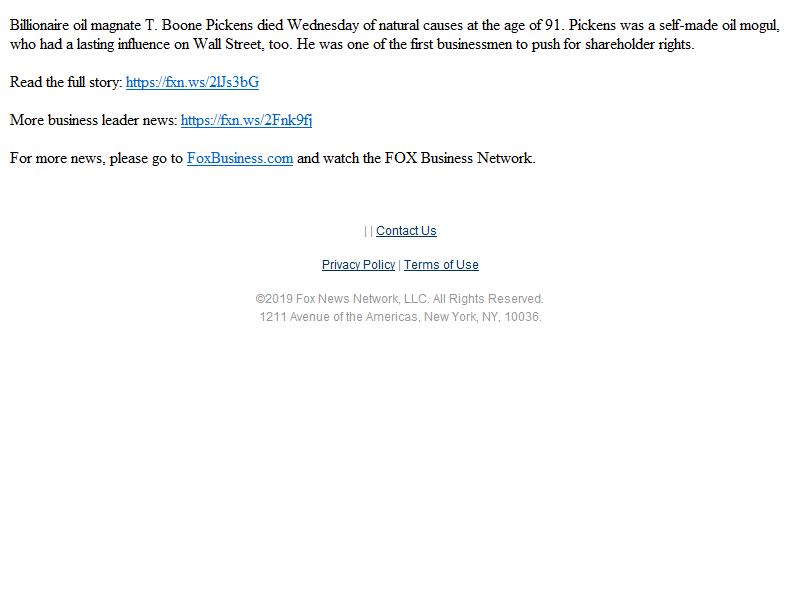 Billionaire oil magnate T. Boone Pickens died Wednesday of natural causes at the age of 91. Pickens was a self-made oil mogul,
who had a lasting influence on Wall Street, too. He was one of the first businessmen to push for shareholder rights.
Read the full story: https://fxn.ws/2lJs3bG
More business leader news: https://fxn.ws/2Fnk9fj
For more news, please go to FoxBusiness.com and watch the FOX Business Network.
| | Contact Us
Privacy Policy | Terms of Use
©2019 Fox News Network, LLC. All Rights Reserved.
1211 Avenue of the Americas, New York, NY, 10036.